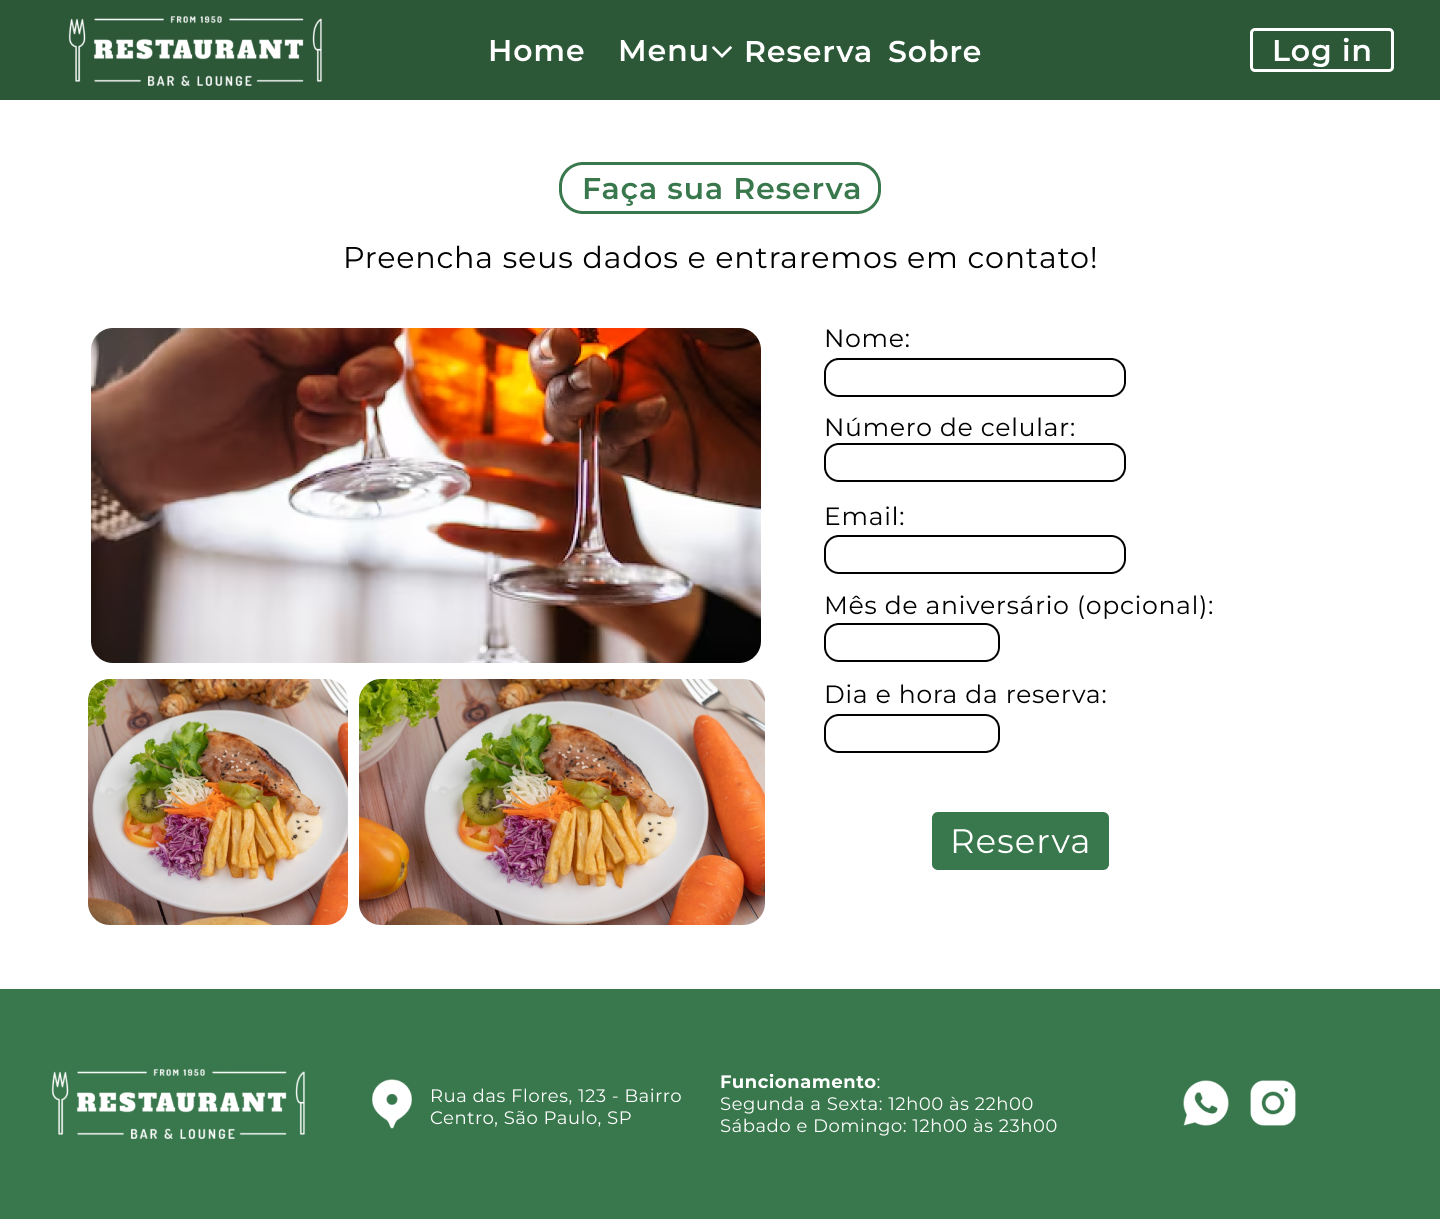 FROM 1950
RESTAURANT
BAR & LOUNGE
Home Menu Reserva Sobre
Log in
Faça sua Reserva
Preencha seus dados e entraremos em contato!
Nome:
Número de celular:
Email:
Mês de aniversário (opcional):
Dia e hora da reserva:
Reserva
FROM 1950
RESTAURANT
BAR & LOUNGE
Rua das Flores, 123 - Bairro
Centro, São Paulo, SP
Funcionamento:
Segunda a Sexta: 12h00 às 22h00
Sábado e Domingo: 12h00 às 23h00